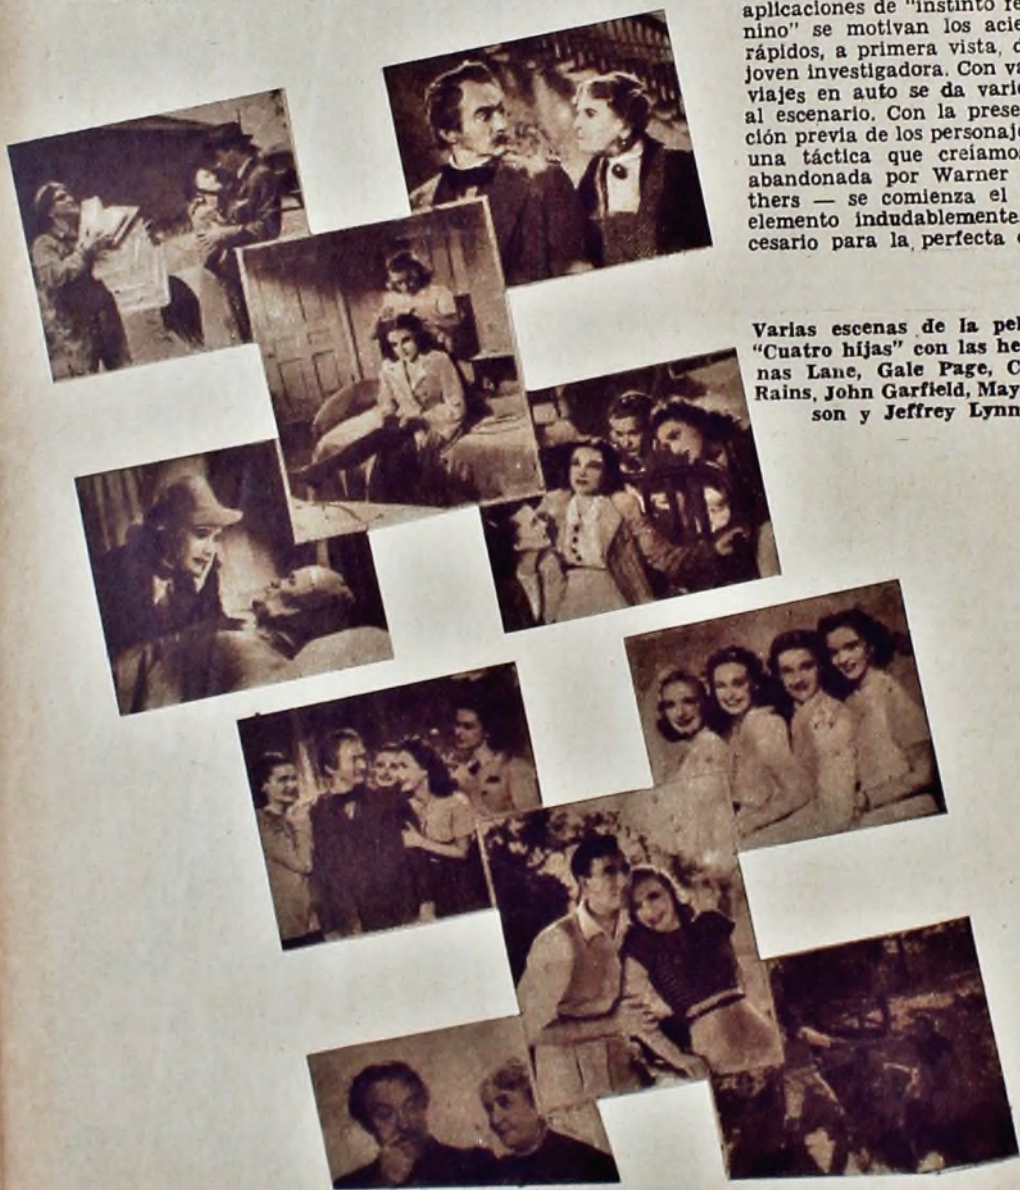 aplicaciones de "instinto fe
nino" se motivan los acie
rápidos, a primera vista, d
joven investigadora. Con va
viajes en auto se da varie
al escenario. Con la prese
ción previa de los personaj
una táctica que creíamos
abandonada por Warner
thers — se comienza el
elemento indudablemente
cesario para la perfecta
Varias escenas de la pel
"Cuatro hijas" con las he
nas Lane, Gale Page, C
Rains, John Garfield, May
son y Jeffrey Lynn